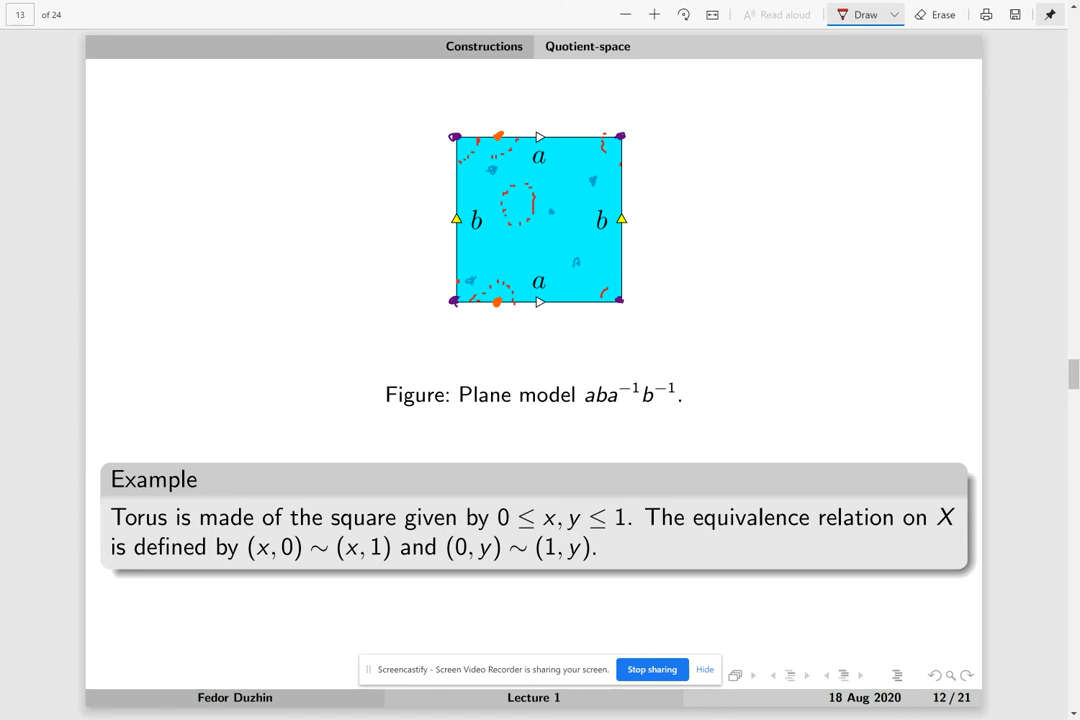 13 of 24 Read aloud Draw Erase
Constructions Quotient-space
a
b b
a
Figure: Plane model aba⁻¹b⁻¹.
Example
Torus is made of the square given by 0 ≤ x, y ≤ 1. The equivalence relation on X
is defined by (x, 0) ∼ (x, 1) and (0, y) ∼ (1, y).
Screencastify - Screen Video Recorder is sharing your screen. Stop sharing Hide
Fedor Duzhin Lecture 1 18 Aug 2020 12 / 21